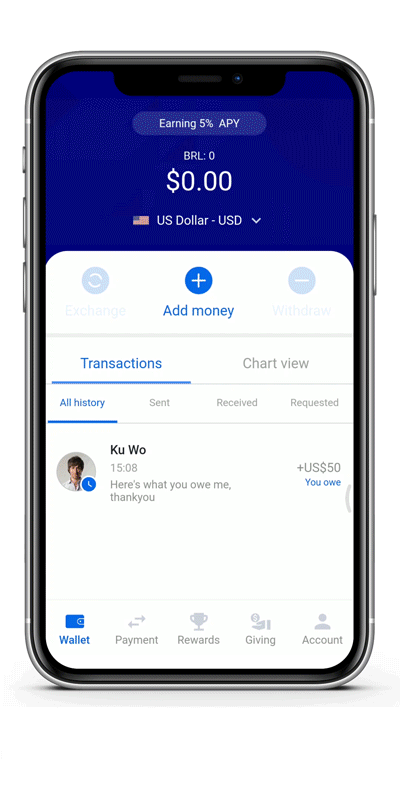 Earning 5% APY
BRL: 0
$0.00
US Dollar - USD
Exchange
Add money
Withdraw
Transactions
Chart view
All history
Sent
Received
Requested
Ku Wo
15:08
+US$50
Here's what you owe me,
You owe
thankyou
Wallet
Payment
Rewards
Giving
Account